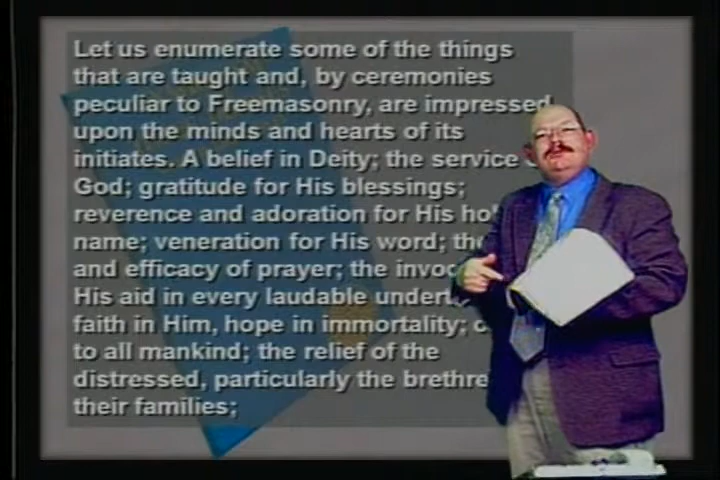 Let us enumerate some of the things
that are taught and, by ceremonies
peculiar to Freemasonry, are impressed
upon the minds and hearts of its
initiates. A belief in Deity; the service
God; gratitude for His blessings;
reverence and adoration for His
name; veneration for His word;
and efficacy of prayer; the
His aid in every laudable
faith in Him, hope in immortality;
to all mankind; the relief of the
distressed, particularly the
their families;